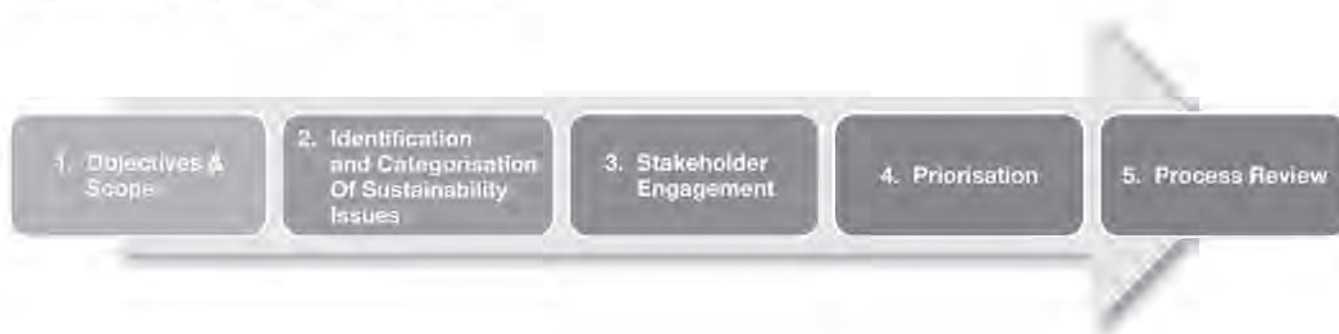 1. Objectives &
Scope
2. Identification
and Categorisation
Of Sustainability
Issues
3. Stakeholder
Engagement
4. Priorisation
5. Process Review